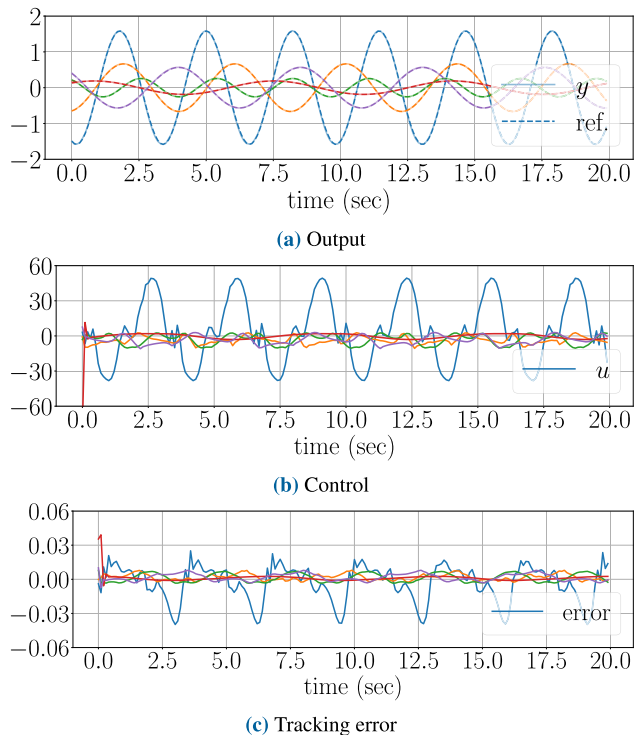 2
1
0
−1
−2
y
ref.
0.0 2.5 5.0 7.5 10.0 12.5 15.0 17.5 20.0
time (sec)
(a) Output
60
30
0
−30
−60
u
0.0 2.5 5.0 7.5 10.0 12.5 15.0 17.5 20.0
time (sec)
(b) Control
0.06
0.03
0.00
−0.03
−0.06
error
0.0 2.5 5.0 7.5 10.0 12.5 15.0 17.5 20.0
time (sec)
(c) Tracking error